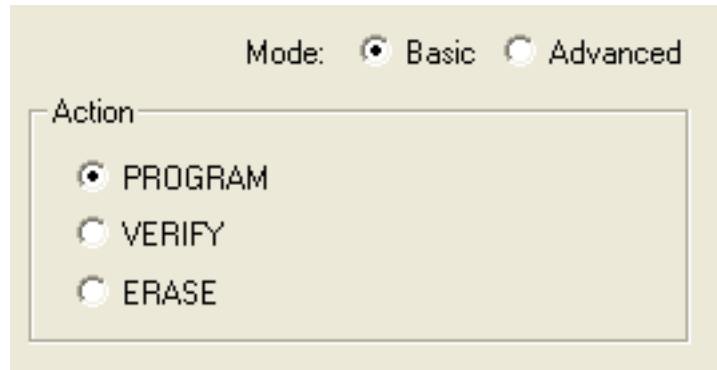 Mode: Basic Advanced
Action
PROGRAM
VERIFY
ERASE